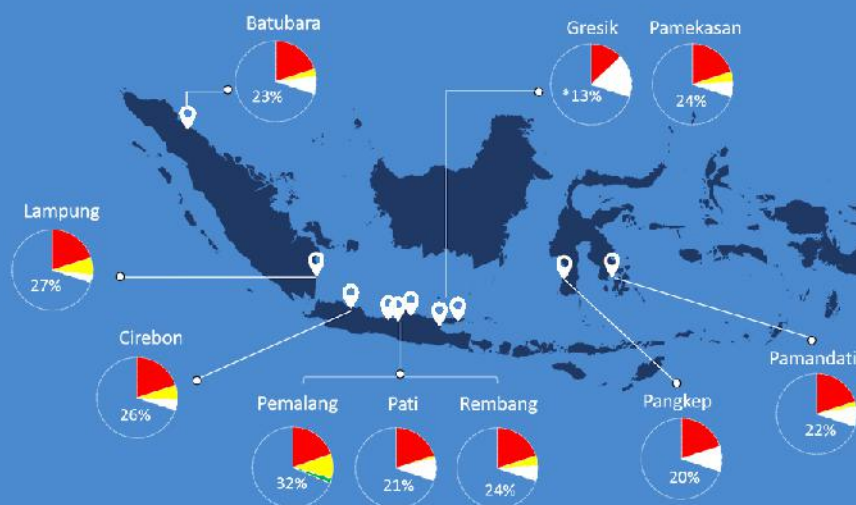 Batubara
23%
Gresik
*13%
Pamekasan
24%
Lampung
27%
Cirebon
26%
Pemalang
32%
Pati
21%
Rembang
24%
Pangkep
20%
Pamandati
22%